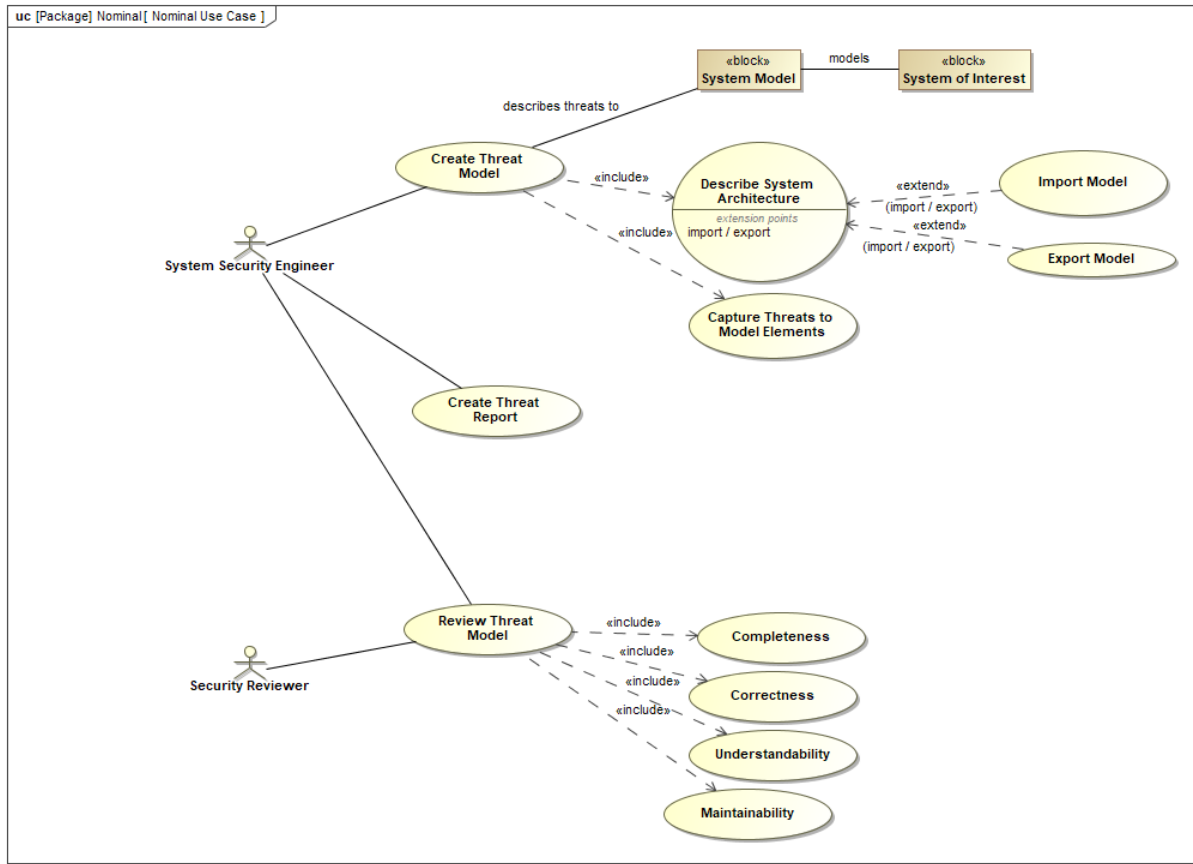 uc [Package] Nominal [ Nominal Use Case ]
«block»
System Model
models
«block»
System of Interest
describes threats to
Create Threat
Model
«include»
Describe System
Architecture
extension points
import / export
«extend»
(import / export)
Import Model
«include»
«extend»
(import / export)
Export Model
System Security Engineer
Capture Threats to
Model Elements
Create Threat
Report
Review Threat
Model
«include»
Completeness
«include»
Correctness
Security Reviewer
«include»
«include»
Understandability
Maintainability